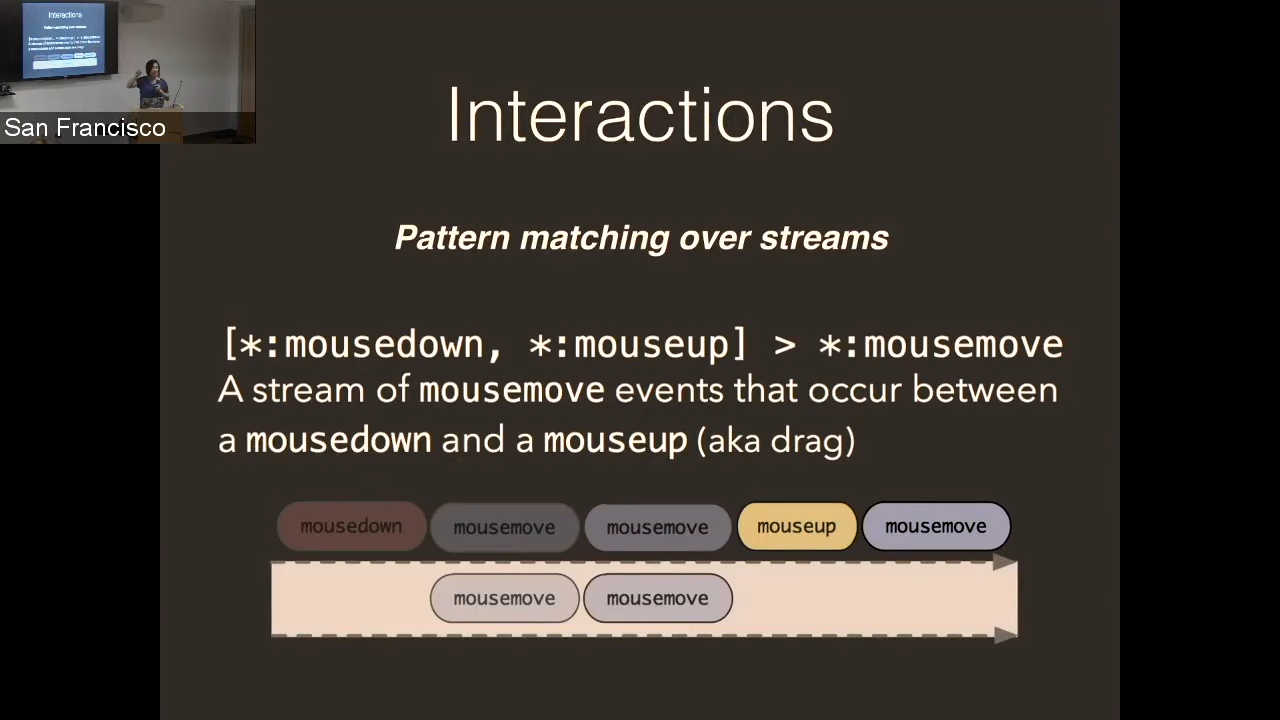 Interactions
Pattern matching over streams
San Francisco
[*:mousedown, *:mouseup] > *:mousemove
A stream of mousemove events that occur between
a mousedown and a mouseup (aka drag)
mousedown mousemove mousemove mouseup mousemove
mousemove mousemove